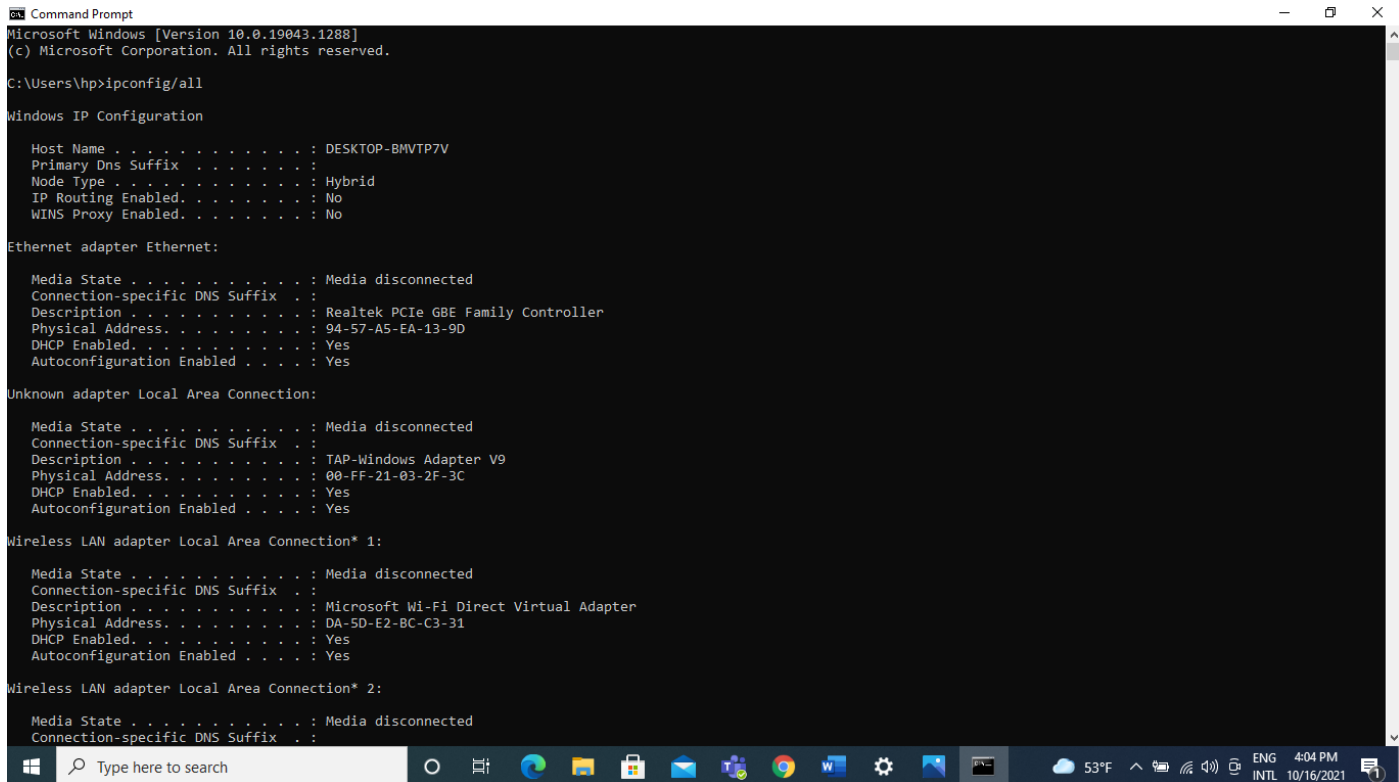 Command Prompt
Microsoft Windows [Version 10.0.19043.1288]
(c) Microsoft Corporation. All rights reserved.
C:\Users\hp>ipconfig/all
Windows IP Configuration
Host Name . . . . . . . . . . . . : DESKTOP-BMVTP7V
Primary Dns Suffix  . . . . . . . :
Node Type . . . . . . . . . . . . : Hybrid
IP Routing Enabled. . . . . . . . : No
WINS Proxy Enabled. . . . . . . . : No
Ethernet adapter Ethernet:
Media State . . . . . . . . . . . : Media disconnected
Connection-specific DNS Suffix  . :
Description . . . . . . . . . . . : Realtek PCIe GBE Family Controller
Physical Address. . . . . . . . . : 94-57-A5-EA-13-9D
DHCP Enabled. . . . . . . . . . . : Yes
Autoconfiguration Enabled . . . . : Yes
Unknown adapter Local Area Connection:
Media State . . . . . . . . . . . : Media disconnected
Connection-specific DNS Suffix  . :
Description . . . . . . . . . . . : TAP-Windows Adapter V9
Physical Address. . . . . . . . . : 00-FF-21-03-2F-3C
DHCP Enabled. . . . . . . . . . . : Yes
Autoconfiguration Enabled . . . . : Yes
Wireless LAN adapter Local Area Connection* 1:
Media State . . . . . . . . . . . : Media disconnected
Connection-specific DNS Suffix  . :
Description . . . . . . . . . . . : Microsoft Wi-Fi Direct Virtual Adapter
Physical Address. . . . . . . . . : DA-5D-E2-BC-C3-31
DHCP Enabled. . . . . . . . . . . : Yes
Autoconfiguration Enabled . . . . : Yes
Wireless LAN adapter Local Area Connection* 2:
Media State . . . . . . . . . . . : Media disconnected
Connection-specific DNS Suffix  . :
Type here to search
53°F
ENG
INTL
4:04 PM
10/16/2021
1